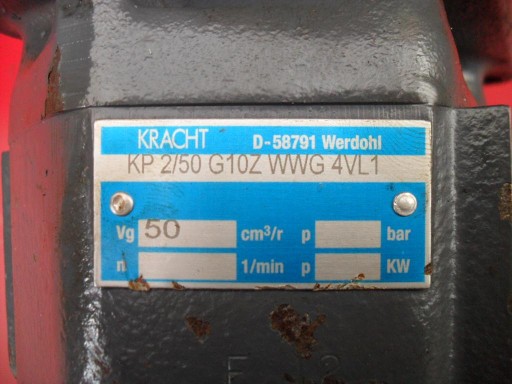 KRACHT D-58791 Werdohl
KP 2/50 G10Z WWG 4VL1
Vg 50 cm³/r p bar
n 1/min p KW